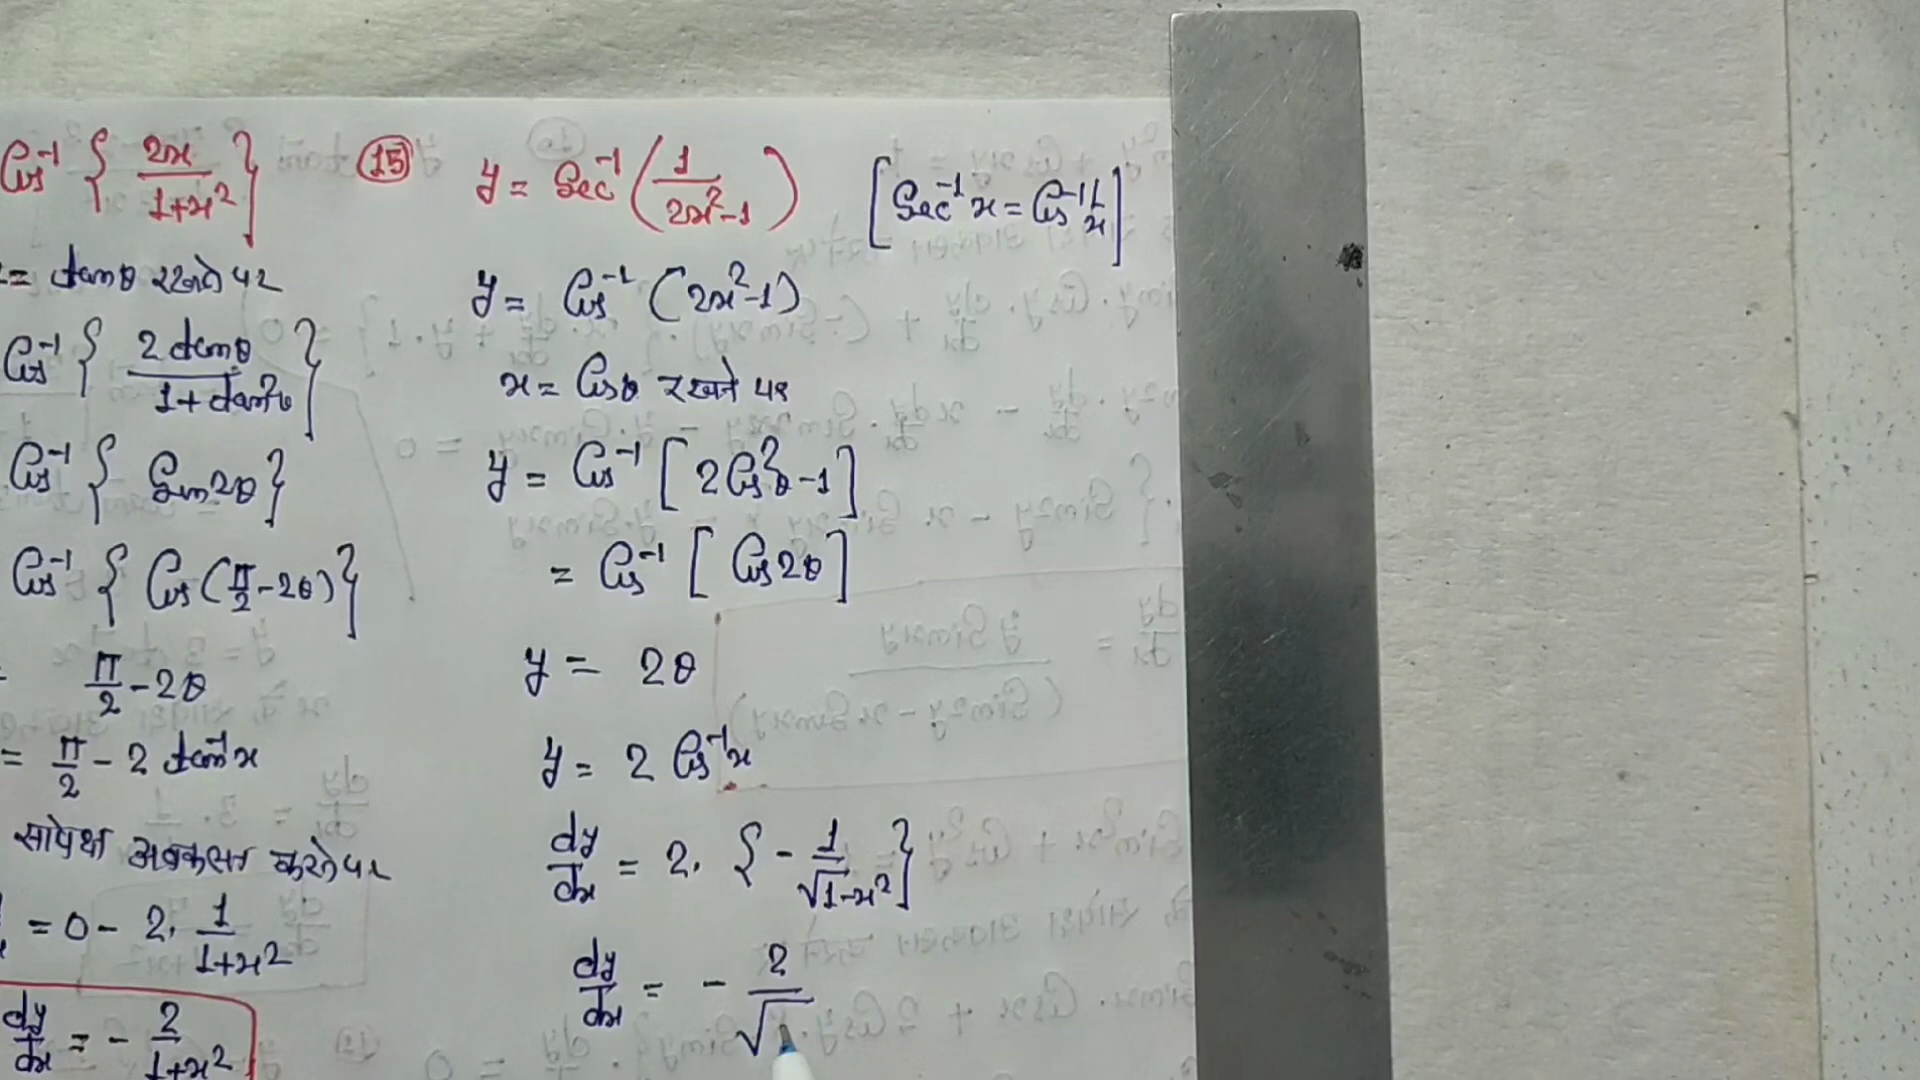 Cos⁻¹ { 2x / 1+x² }
= tanθ रखने पर
Cos⁻¹ { 2 tanθ / 1+tan²θ }
Cos⁻¹ { Sin2θ }
Cos⁻¹ { Cos(π/2 - 2θ) }
π/2 - 2θ
= π/2 - 2 tan⁻¹x
सापेक्ष अवकलन करने पर
= 0 - 2. 1 / 1+x²
dy/dx = - 2 / 1+x²
(15) y = Sec⁻¹ ( 1 / 2x²-1 ) [ Sec⁻¹x = Cos⁻¹ 1/x ]
y = Cos⁻¹ (2x²-1)
x = Cosθ रखने पर
y = Cos⁻¹ [ 2Cos²θ-1 ]
= Cos⁻¹ [ Cos2θ ]
y = 2θ
y = 2 Cos⁻¹x
dy/dx = 2. { - 1 / √1-x² }
dy/dx = - 2 / √